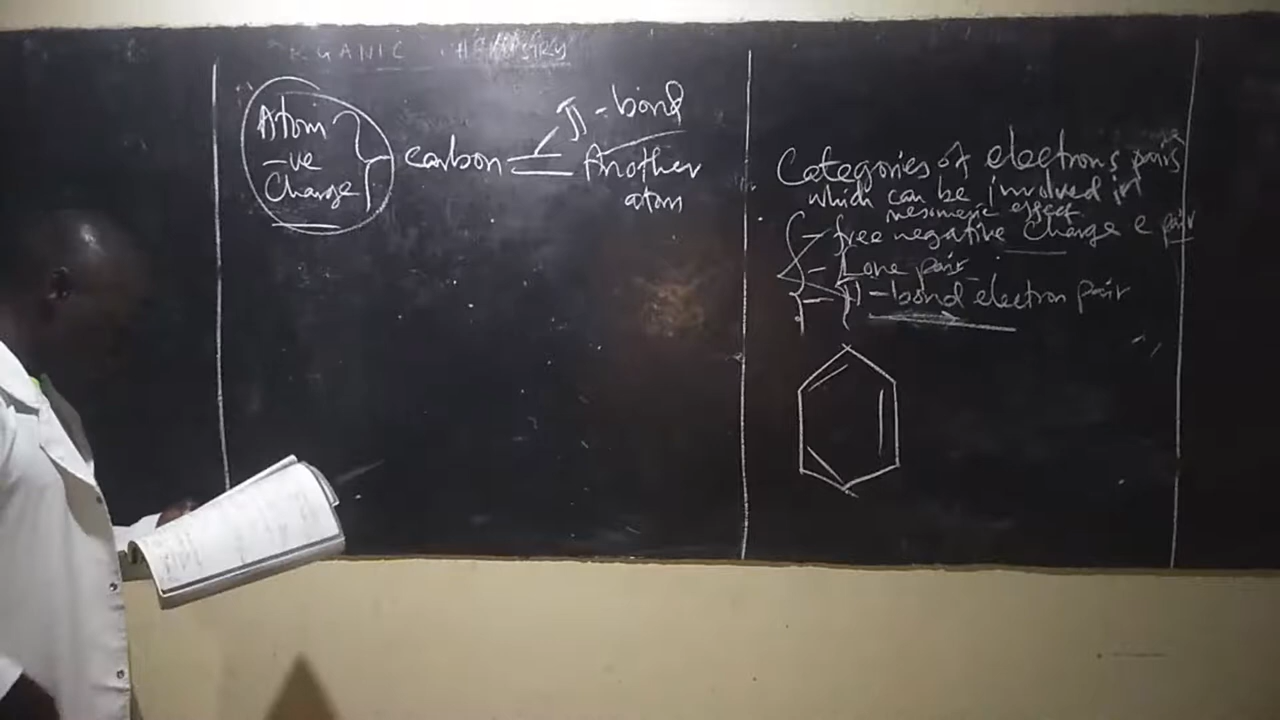 RGANIC CHEMISTRY
Atom
-ve
Charge
carbon
π-bond
Another
atom
Categories of electrons pairs
which can be involved in
mesomeric effect
- free negative charge e pair
- Lone pair
- π-bond electron pair